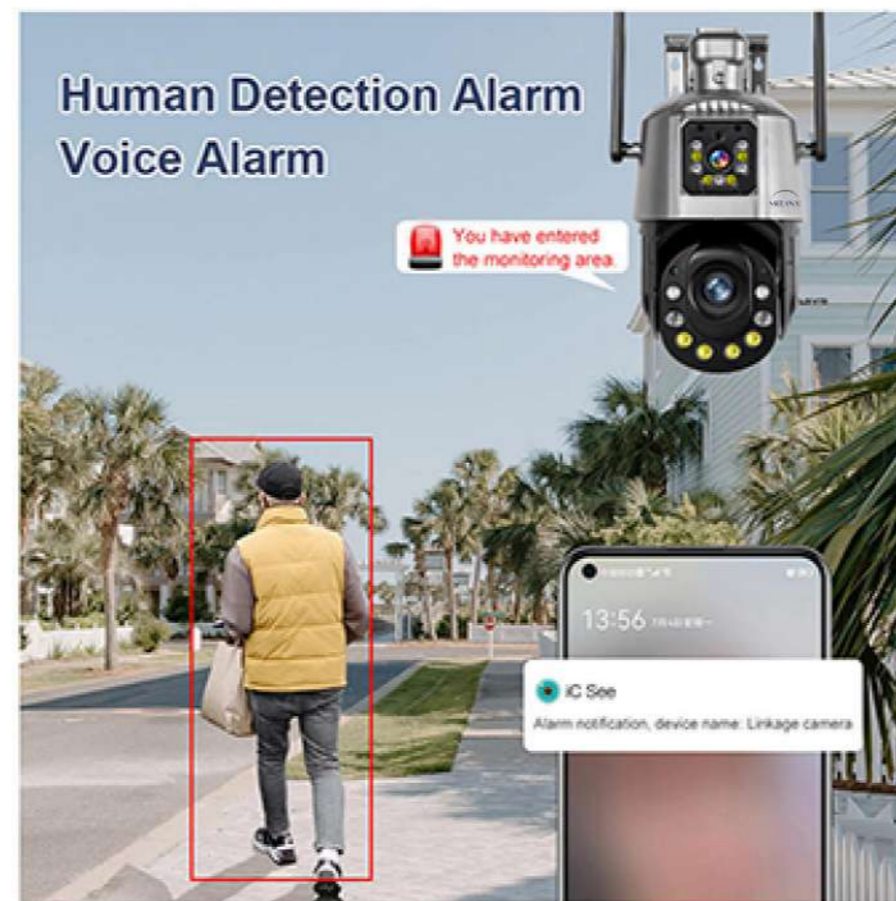 Human Detection Alarm
Voice Alarm
You have entered
the monitoring area.
13:56
iC See
Alarm notification, device name: Linkage camera